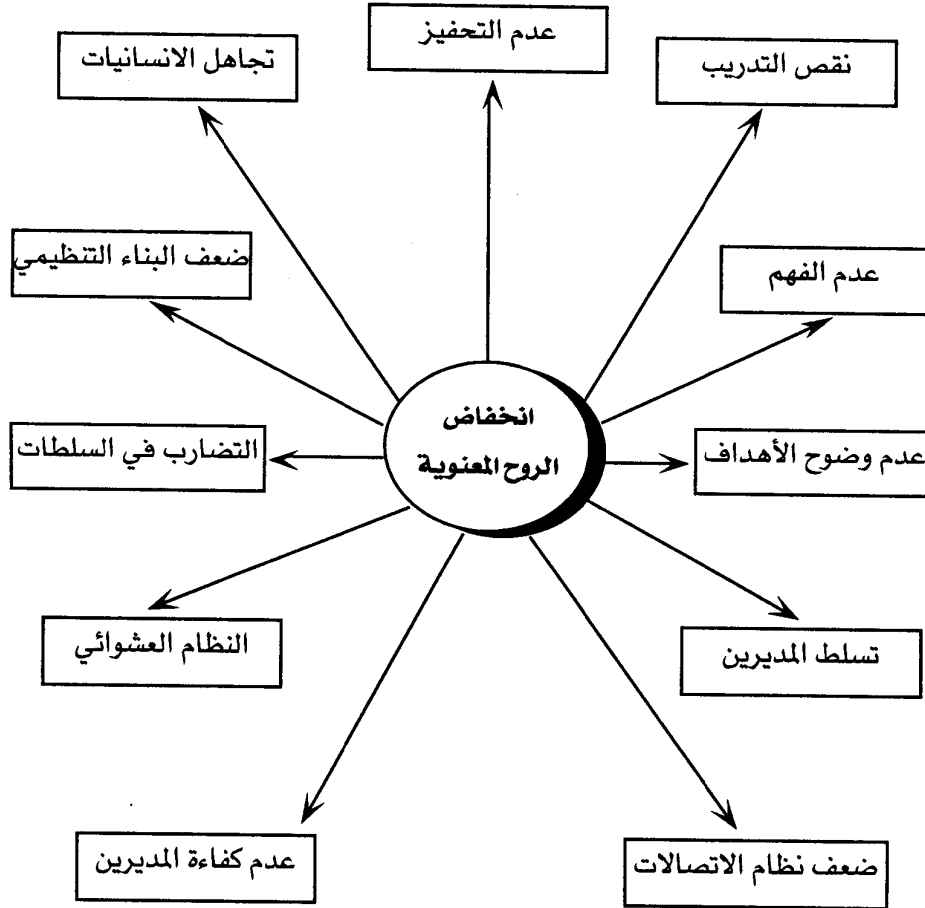 عدم التحفيز
نقص التدريب
تجاهل الانسانيات
عدم الفهم
ضعف البناء التنظيمي
انخفاض
الروح المعنوية
عدم وضوح الأهداف
التضارب في السلطات
تسلط المديرين
النظام العشوائي
ضعف نظام الاتصالات
عدم كفاءة المديرين